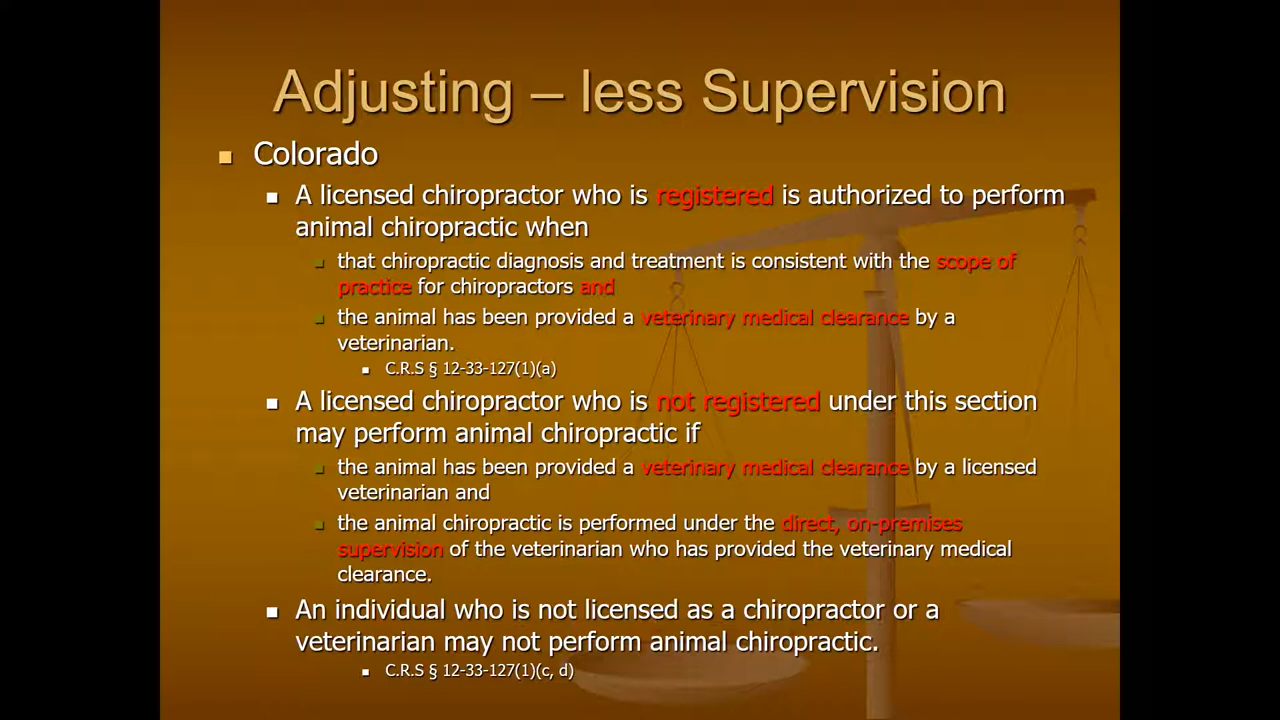 Adjusting – less Supervision
Colorado
A licensed chiropractor who is registered is authorized to perform
animal chiropractic when
that chiropractic diagnosis and treatment is consistent with the scope of
practice for chiropractors and
the animal has been provided a veterinary medical clearance by a
veterinarian.
C.R.S § 12-33-127(1)(a)
A licensed chiropractor who is not registered under this section
may perform animal chiropractic if
the animal has been provided a veterinary medical clearance by a licensed
veterinarian and
the animal chiropractic is performed under the direct, on-premises
supervision of the veterinarian who has provided the veterinary medical
clearance.
An individual who is not licensed as a chiropractor or a
veterinarian may not perform animal chiropractic.
C.R.S § 12-33-127(1)(c, d)